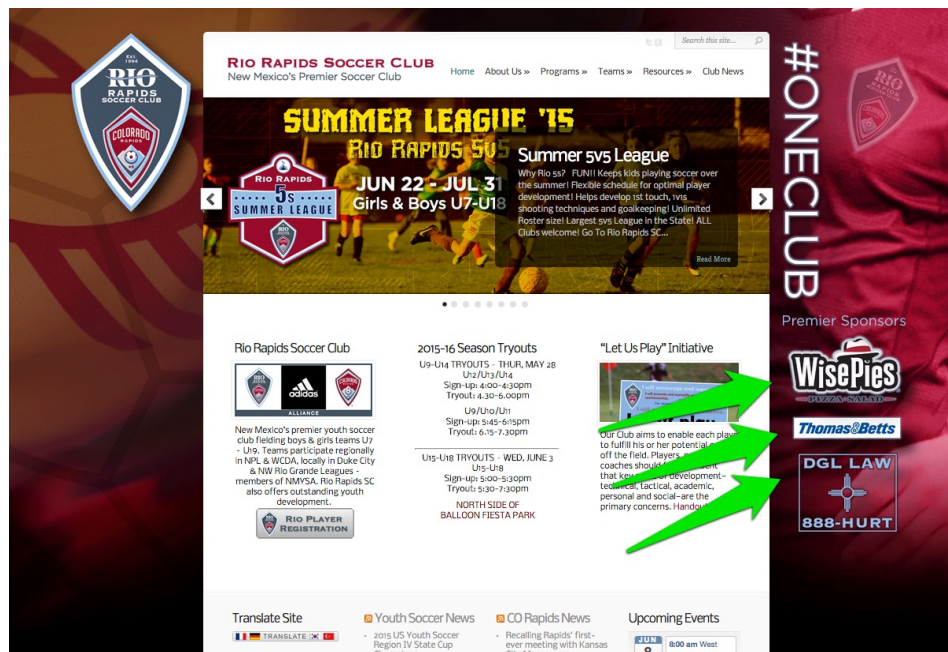 EST.
1994
RIO
RAPIDS
SOCCER CLUB
COLORADO
RAPIDS
Search this site...
RIO RAPIDS SOCCER CLUB
New Mexico's Premier Soccer Club
Home About Us » Programs » Teams » Resources » Club News
SUMMER LEAGUE '15
RIO RAPIDS 5v5
JUN 22 - JUL 31
Girls & Boys U7-U18
RIO RAPIDS
5s
SUMMER LEAGUE
RIO
Summer 5v5 League
Why Rio 5s? FUN!! Keeps kids playing soccer over
the summer! Flexible schedule for optimal player
development! Helps develop 1st touch, 1v1s
shooting techniques and goalkeeping! Unlimited
Roster size! Largest 5v5 League in the State! ALL
Clubs welcome! Go To Rio Rapids SC...
Read More
#ONECLUB
RIO
RAPIDS
Premier Sponsors
WisePies
PIZZA SALAD
Thomas&Betts
DGL LAW
888-HURT
Rio Rapids Soccer Club
adidas
ALLIANCE
New Mexico's premier youth soccer
club fielding boys & girls teams U7
- U19. Teams participate regionally
in NPL & WCDA, locally in Duke City
& NW Rio Grande Leagues -
members of NMYSA. Rio Rapids SC
also offers outstanding youth
development.
RIO PLAYER
REGISTRATION
2015-16 Season Tryouts
U9-U14 TRYOUTS - THUR, MAY 28
U12/U13/U14
Sign-up: 4:00-4:30pm
Tryout: 4.30-6.00pm
U9/U10/U11
Sign-up: 5:45-6:15pm
Tryout: 6.15-7.30pm
U15-U18 TRYOUTS - WED, JUNE 3
U15-U18
Sign-up: 5:00-5:30pm
Tryout: 5:30-7:30pm
NORTH SIDE OF
BALLOON FIESTA PARK
"Let Us Play" Initiative
Our Club aims to enable each
to fulfill his or her potential
off the field. Players,
coaches should
that key of development–
technical, tactical, academic,
personal and social–are the
primary concerns.
Translate Site
TRANSLATE
Youth Soccer News
2015 US Youth Soccer
Region IV State Cup
CO Rapids News
Recalling Rapids' first-
ever meeting with Kansas
Upcoming Events
JUN
8
8:00 am West